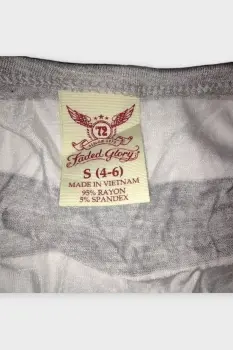 72
Faded Glory
S (4-6)
MADE IN VIETNAM
95% RAYON
5% SPANDEX